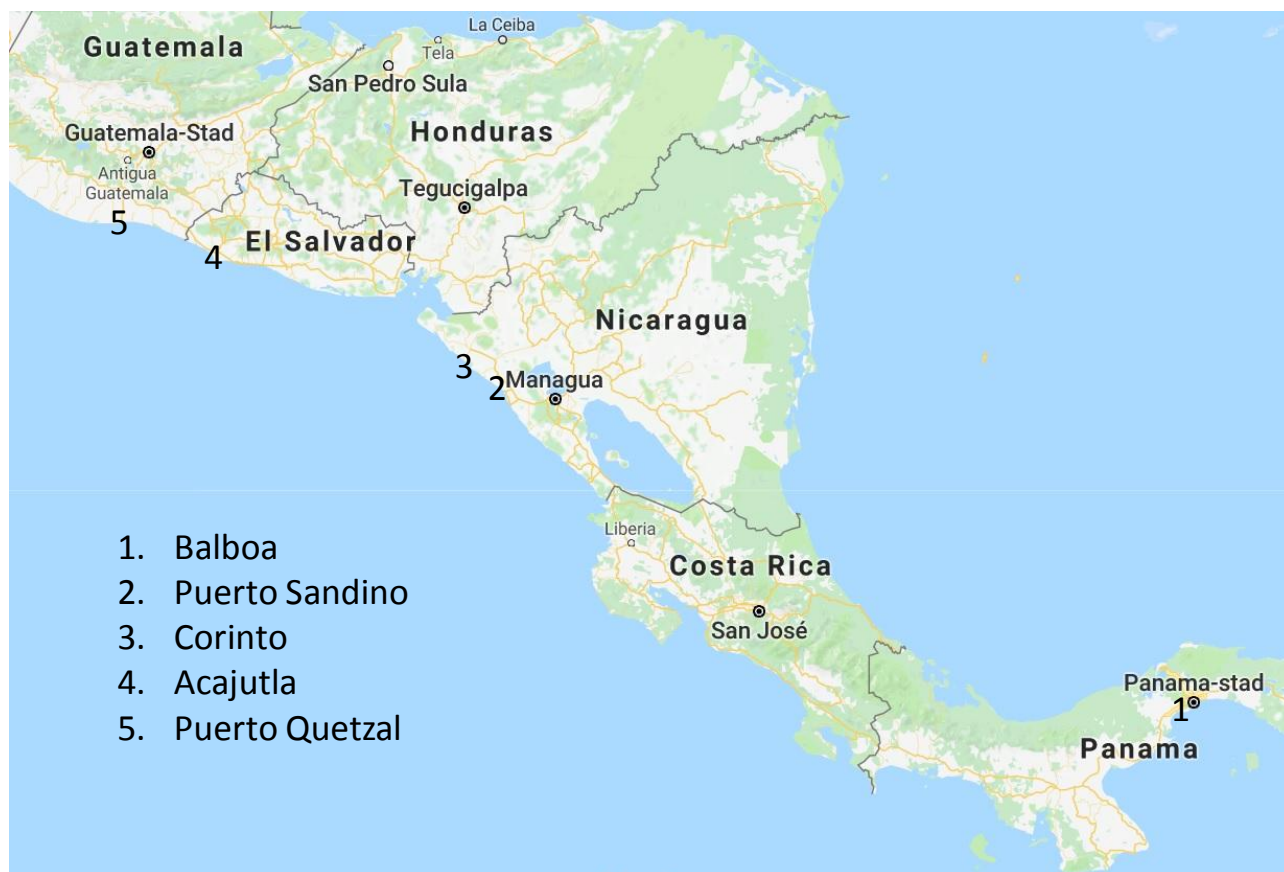 La Ceiba
Guatemala
Tela
San Pedro Sula
Guatemala-Stad
Honduras
Antigua
Guatemala
Tegucigalpa
5
El Salvador
4
Nicaragua
3
2
Managua
Liberia
1. Balboa
Costa Rica
2. Puerto Sandino
San José
3. Corinto
4. Acajutla
Panama-stad
1
5. Puerto Quetzal
Panama